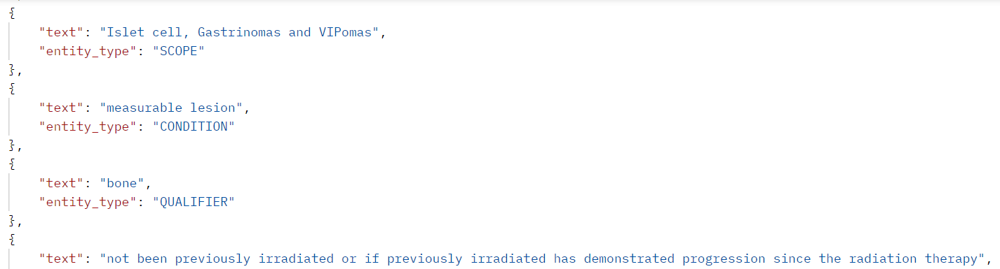 {
"text": "Islet cell, Gastrinomas and VIPomas",
"entity_type": "SCOPE"
},
{
"text": "measurable lesion",
"entity_type": "CONDITION"
},
{
"text": "bone",
"entity_type": "QUALIFIER"
},
{
"text": "not been previously irradiated or if previously irradiated has demonstrated progression since the radiation therapy",